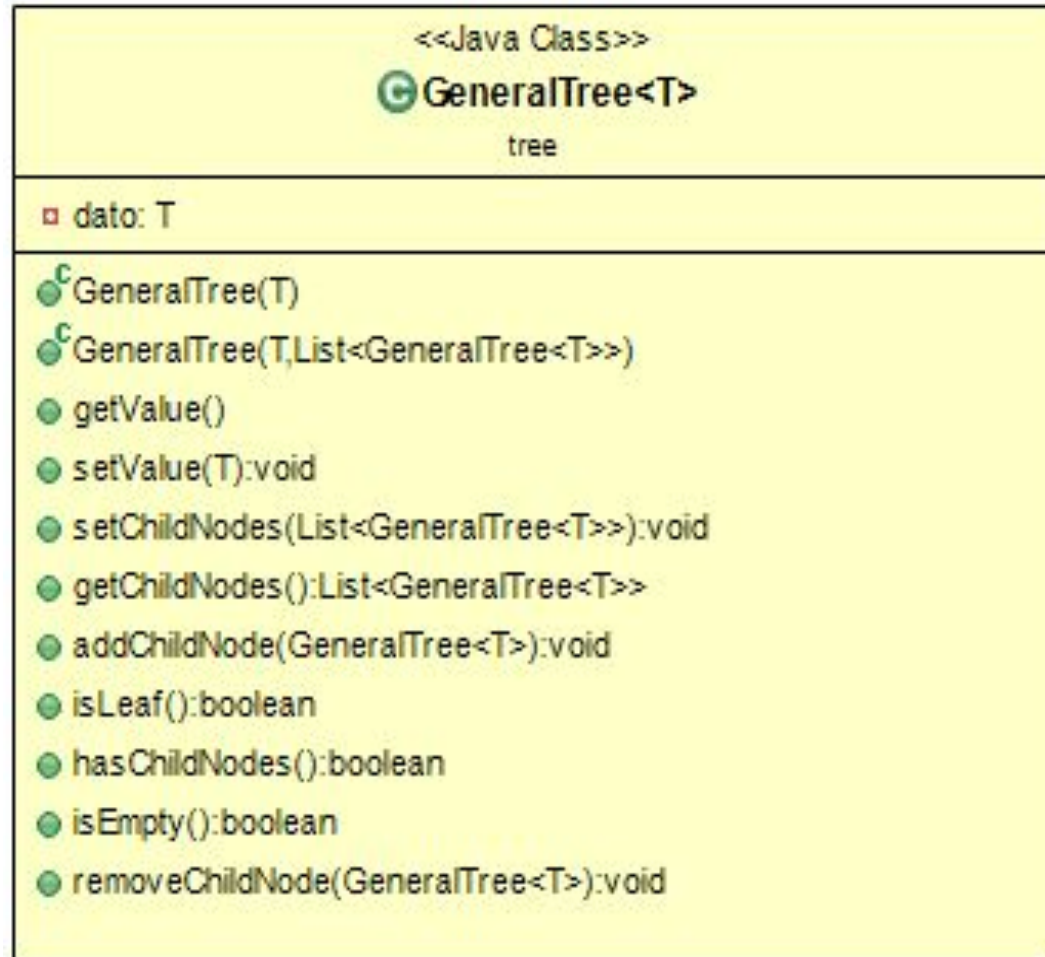 <<Java Class>>
GeneralTree<T>
tree
dato: T
GeneralTree(T)
GeneralTree(T,List<GeneralTree<T>>)
getValue()
setValue(T):void
setChildNodes(List<GeneralTree<T>>):void
getChildNodes():List<GeneralTree<T>>
addChildNode(GeneralTree<T>):void
isLeaf():boolean
hasChildNodes():boolean
isEmpty():boolean
removeChildNode(GeneralTree<T>):void